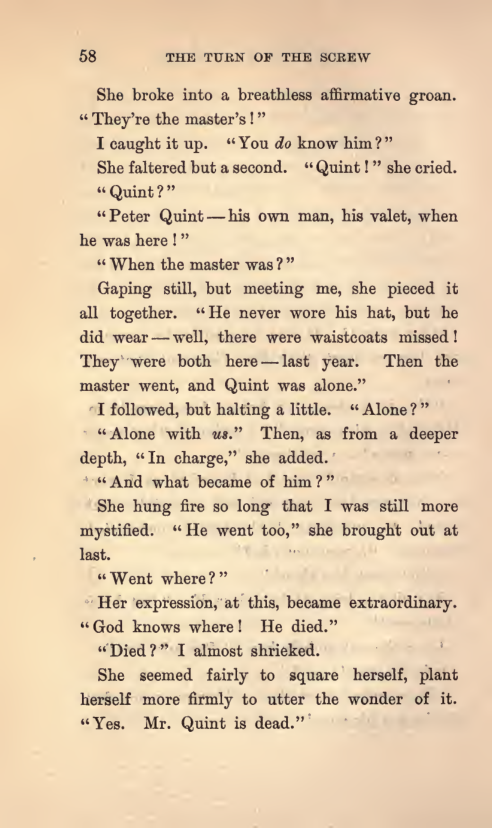 58 THE TURN OF THE SCREW
She broke into a breathless affirmative groan.
“They're the master's!”
I caught it up. “You do know him?”
She faltered but a second. “Quint!” she cried.
“Quint?”
“Peter Quint—his own man, his valet, when
he was here!”
“When the master was?”
Gaping still, but meeting me, she pieced it
all together. “He never wore his hat, but he
did wear—well, there were waistcoats missed!
They were both here—last year. Then the
master went, and Quint was alone.”
I followed, but halting a little. “Alone?”
“Alone with us.” Then, as from a deeper
depth, “In charge,” she added.
“And what became of him?”
She hung fire so long that I was still more
mystified. “He went too,” she brought out at
last.
“Went where?”
Her expression, at this, became extraordinary.
“God knows where! He died.”
“Died?” I almost shrieked.
She seemed fairly to square herself, plant
herself more firmly to utter the wonder of it.
“Yes. Mr. Quint is dead.”